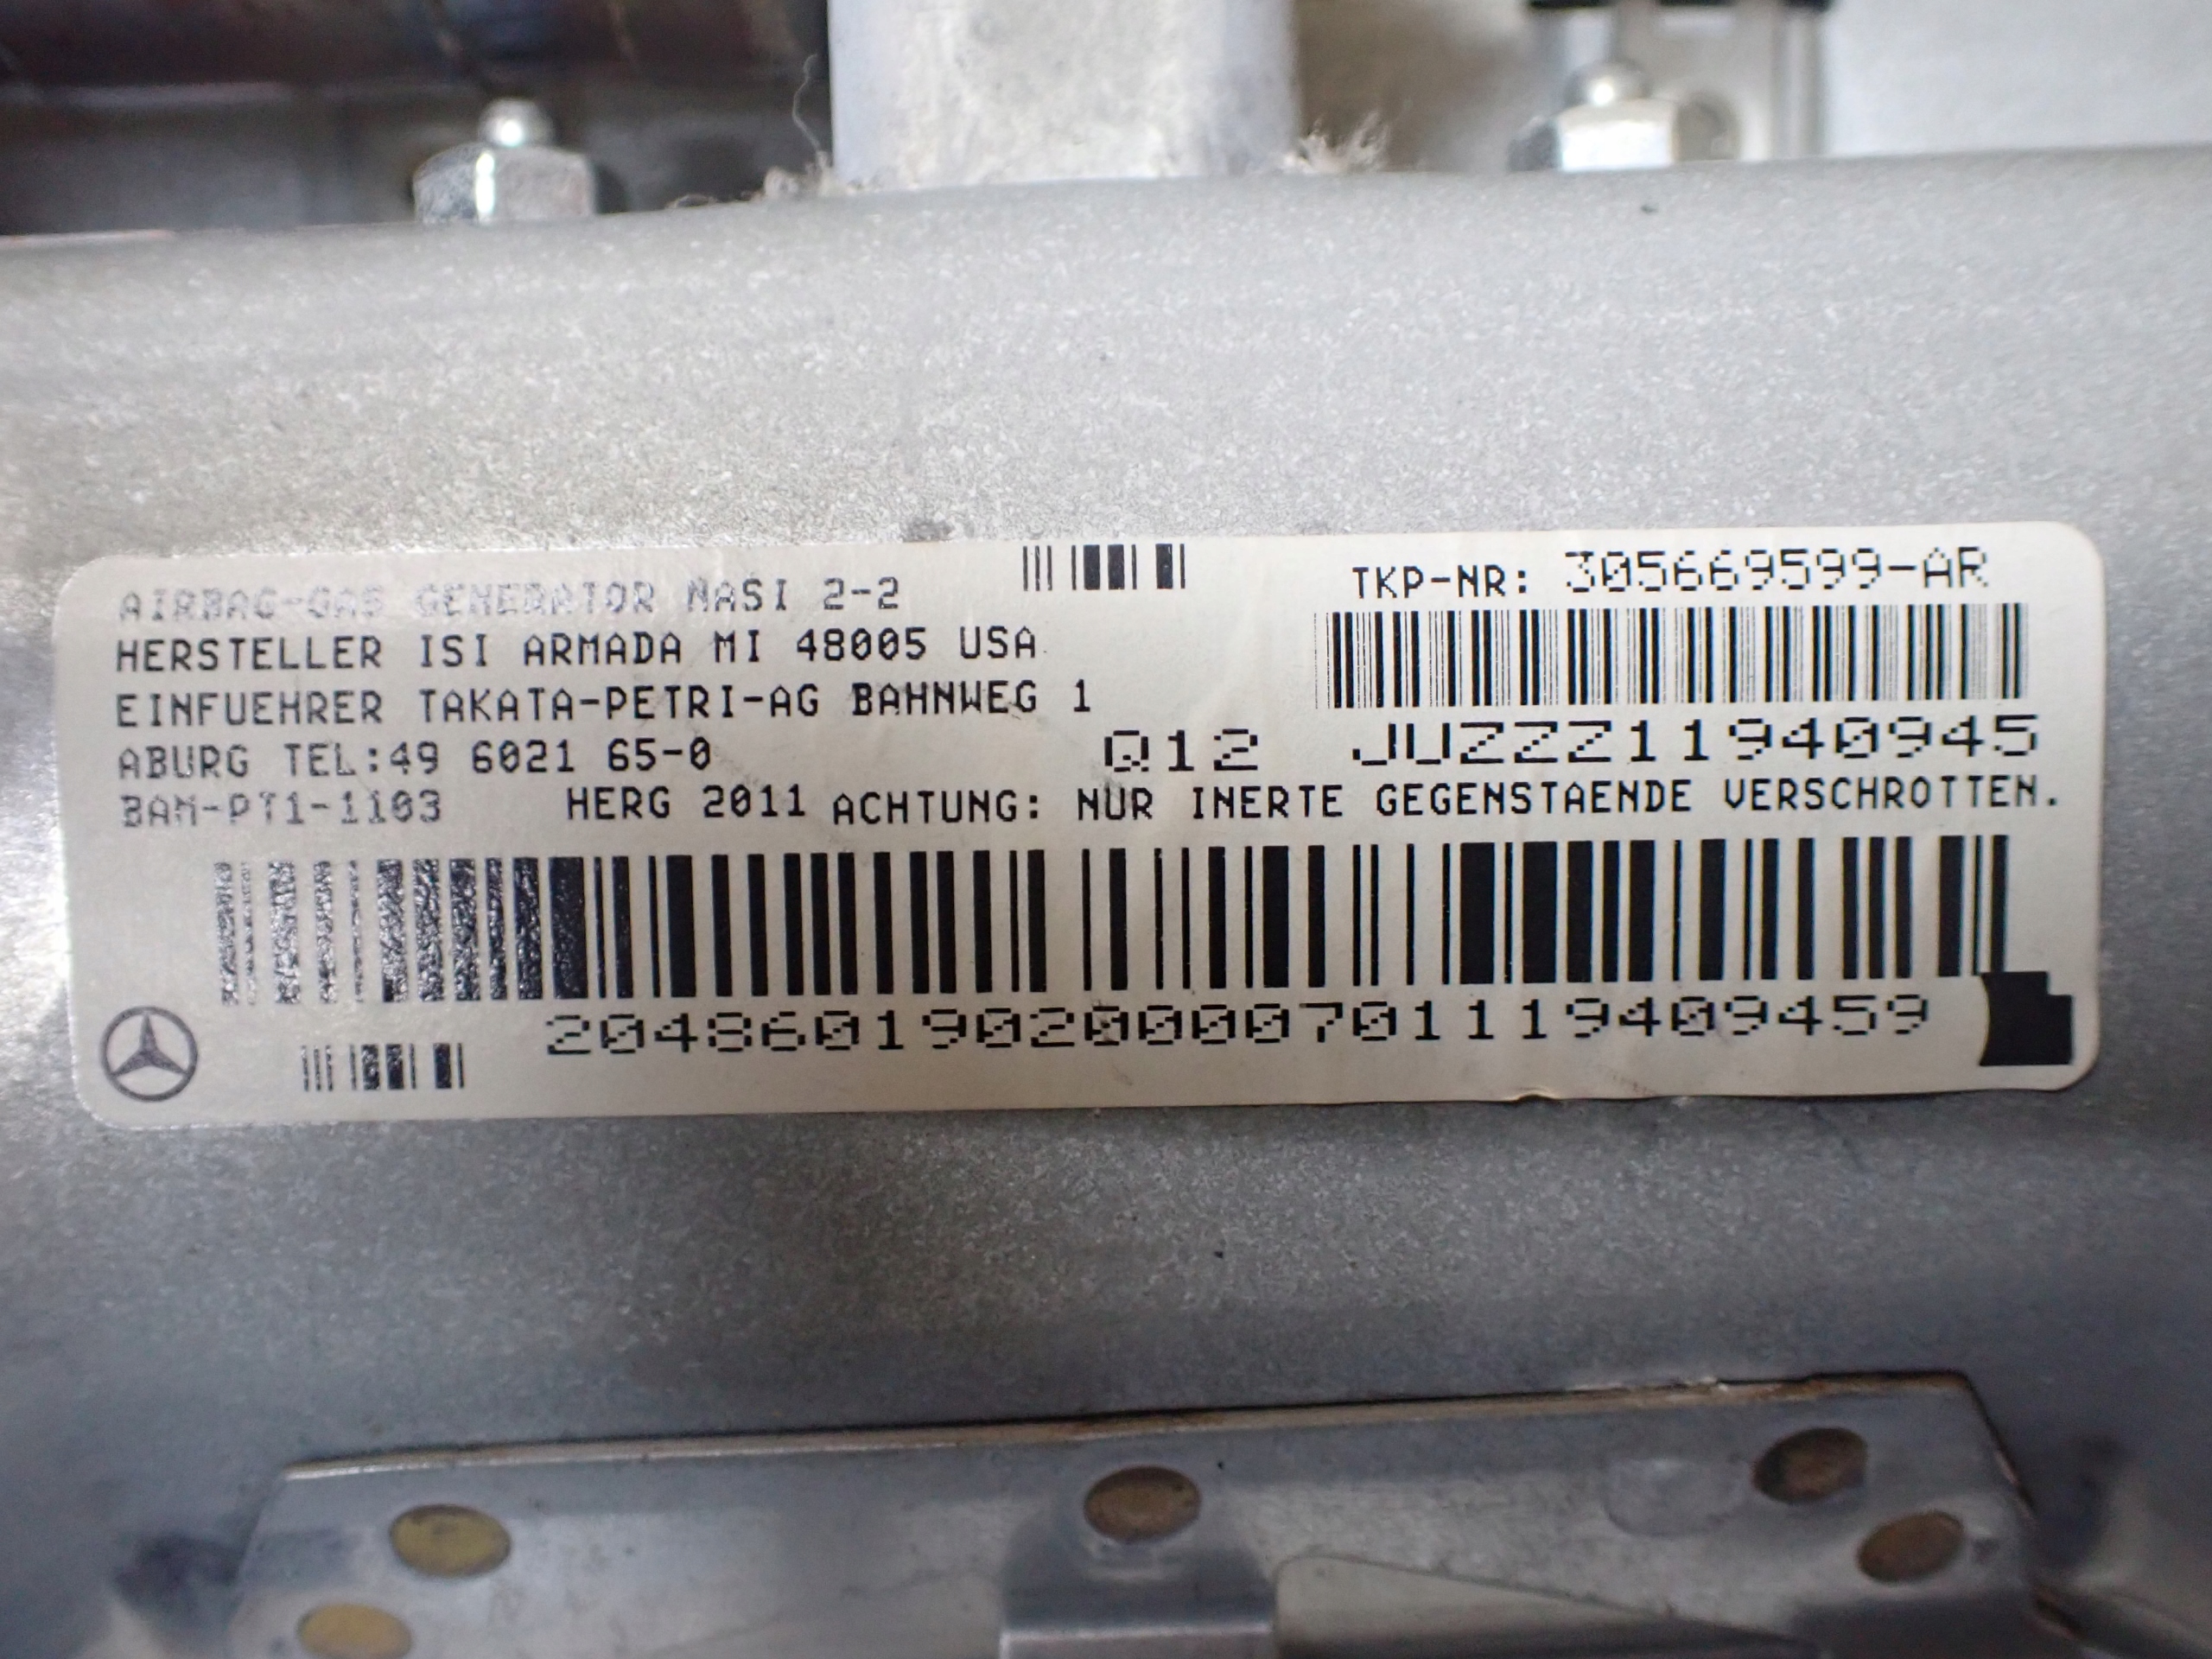 AIRBAG-GAS GENERATOR NASI 2-2
HERSTELLER ISI ARMADA MI 48005 USA
EINFUEHRER TAKATA-PETRI-AG BAHNWEG 1
ABURG TEL:49 6021 65-0
BAM-PT1-1103 HERG 2011
TKP-NR: 305669599-AR
Q12 JUZZZ11940945
ACHTUNG: NUR INERTE GEGENSTAENDE VERSCHROTTEN.
20486019020000701119409459